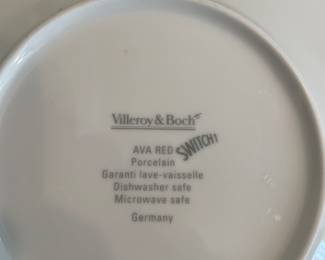 Villeroy & Boch
AVA RED SWITCH!
Porcelain
Garanti lave-vaisselle
Dishwasher safe
Microwave safe
Germany